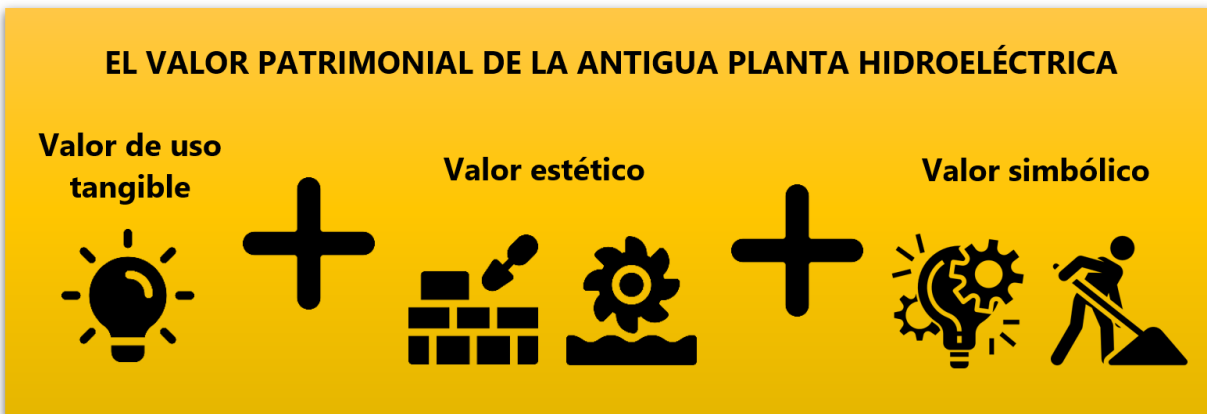 EL VALOR PATRIMONIAL DE LA ANTIGUA PLANTA HIDROELÉCTRICA
Valor de uso
tangible
Valor estético
Valor simbólico